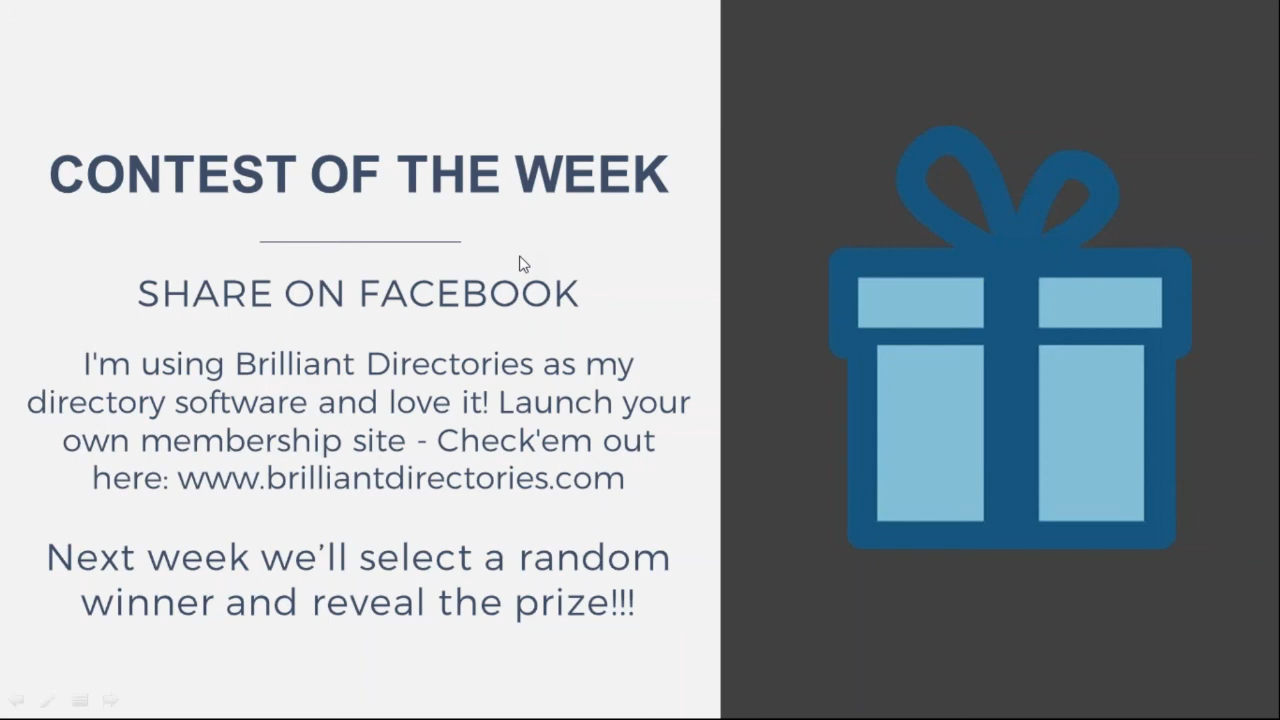 CONTEST OF THE WEEK
SHARE ON FACEBOOK
I'm using Brilliant Directories as my
directory software and love it! Launch your
own membership site - Check'em out
here: www.brilliantdirectories.com
Next week we’ll select a random
winner and reveal the prize!!!